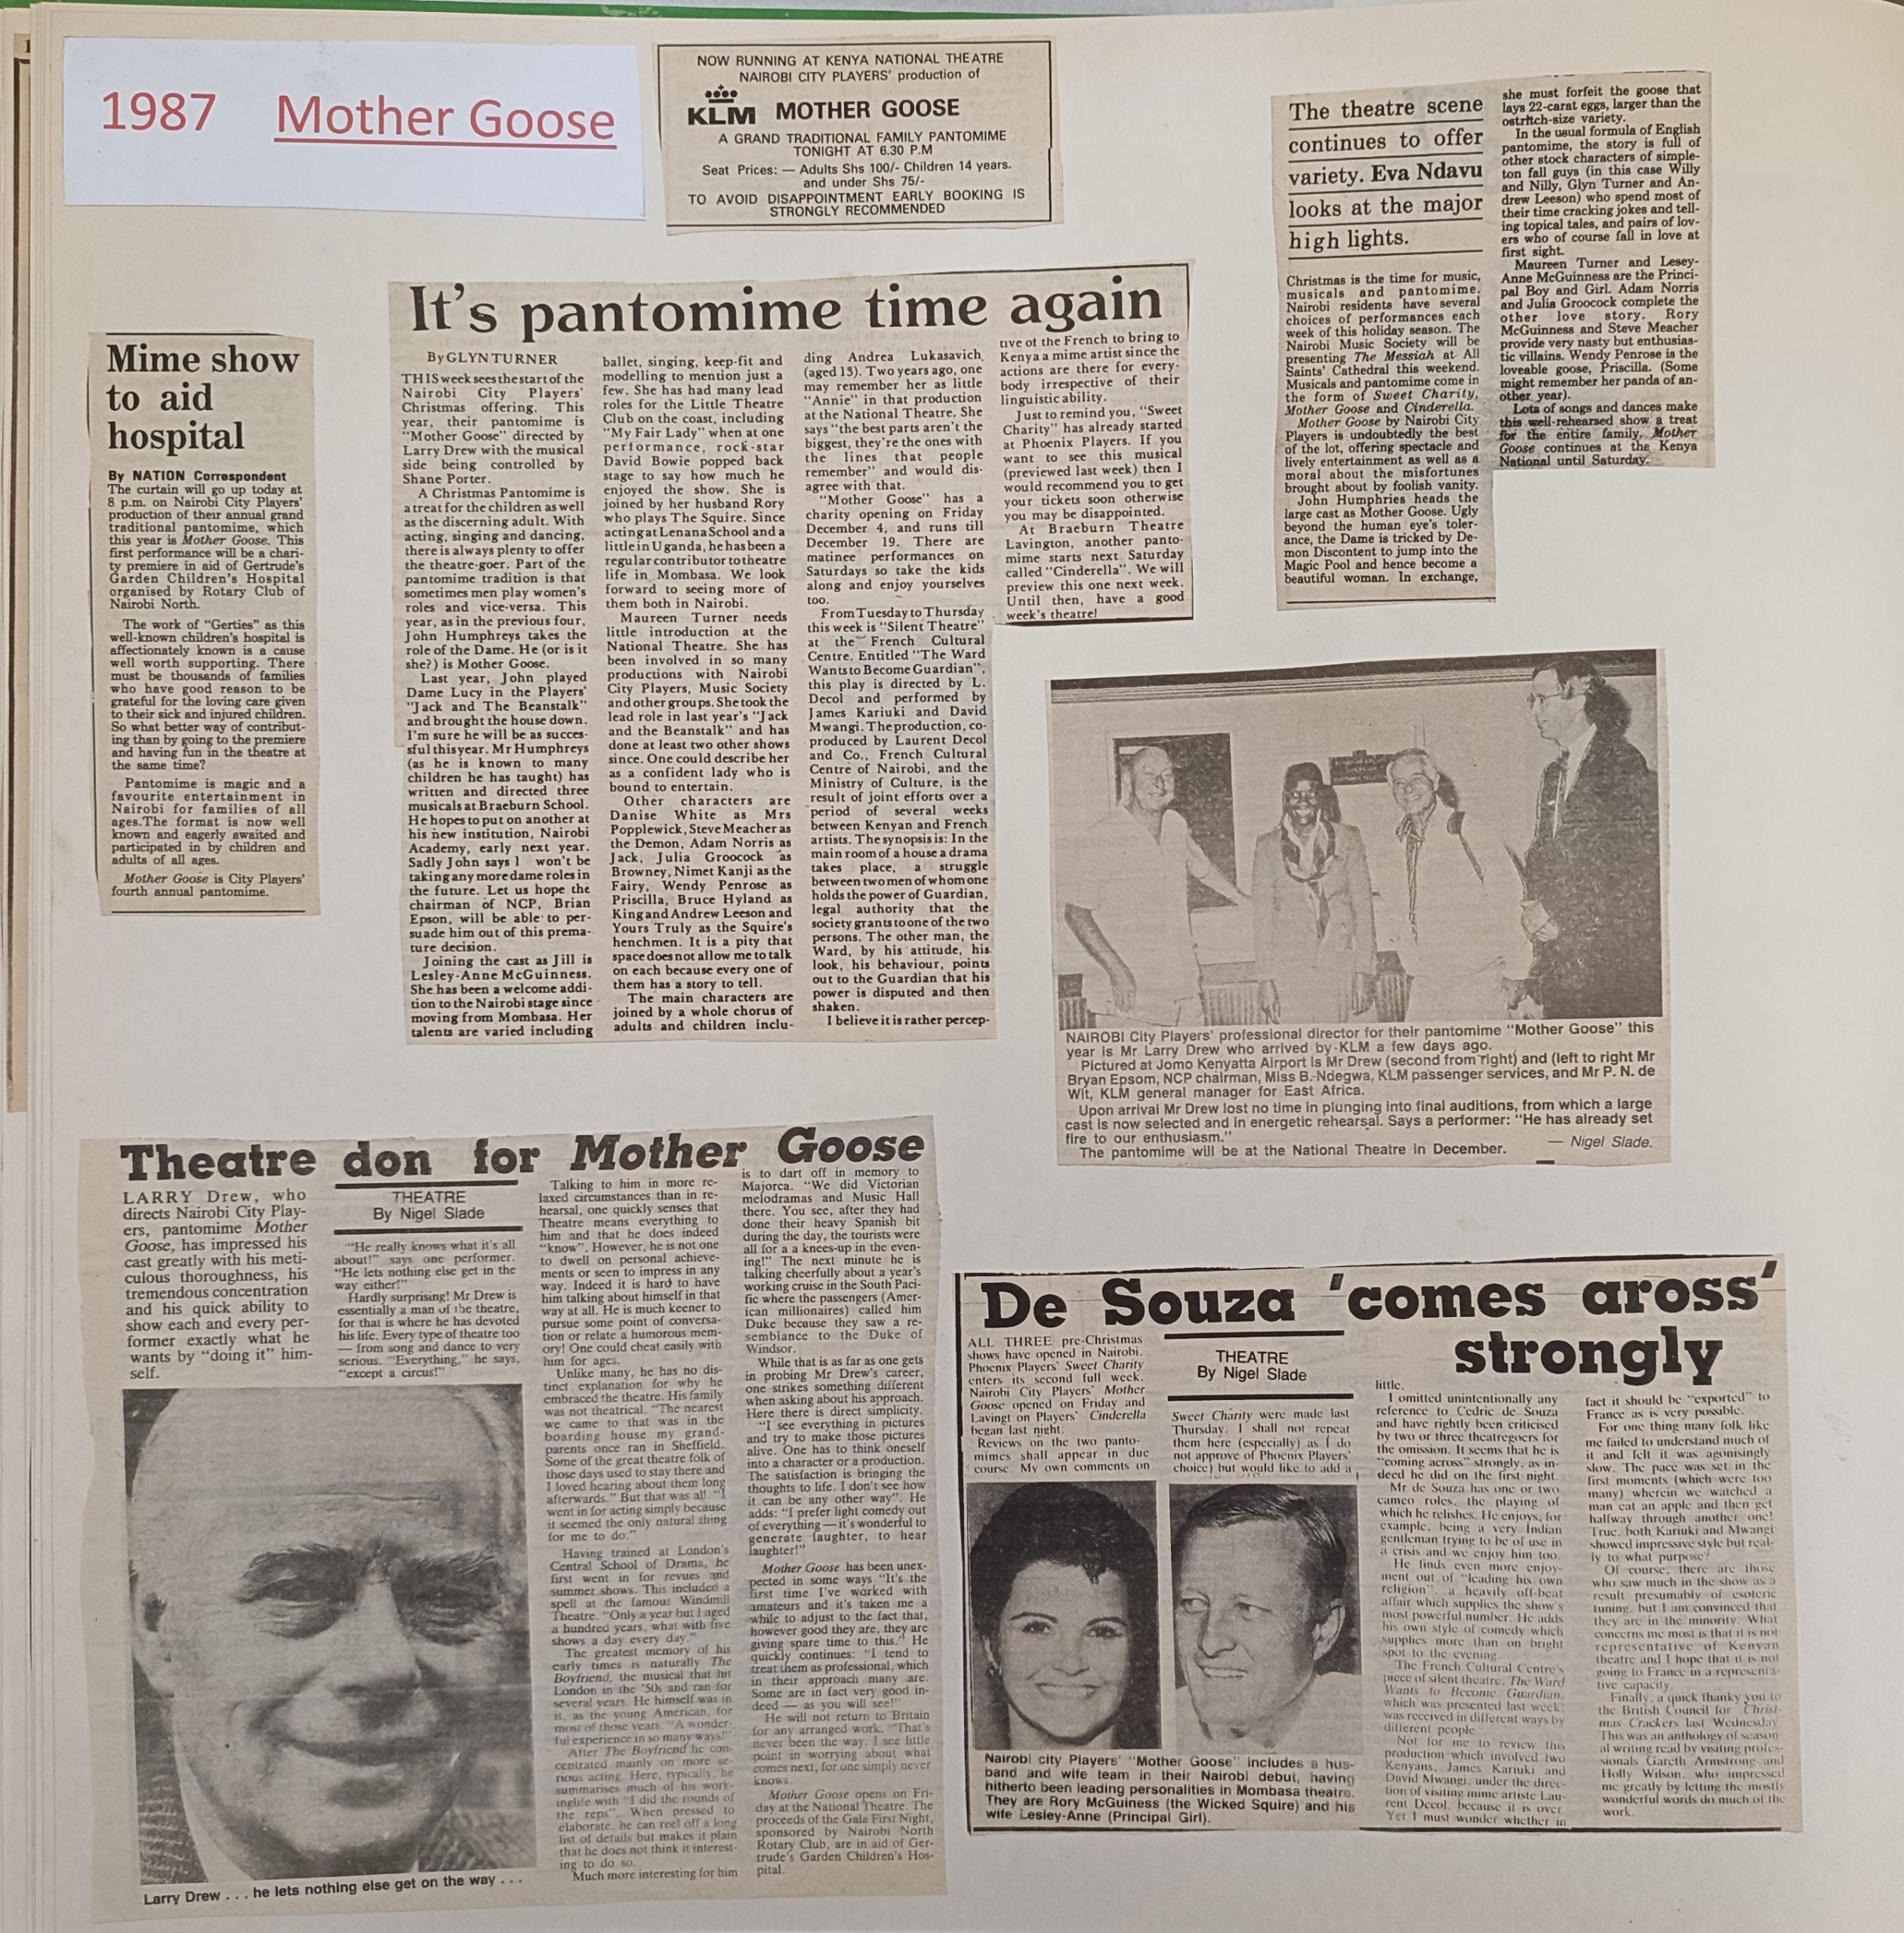 1987 Mother Goose
NOW RUNNING AT KENYA NATIONAL THEATRE
NAIROBI CITY PLAYERS' production of
KLM MOTHER GOOSE
A GRAND TRADITIONAL FAMILY PANTOMIME
TONIGHT AT 6.30 P.M
Seat Prices: — Adults Shs 100/- Children 14 years.
and under Shs 75/-
TO AVOID DISAPPOINTMENT EARLY BOOKING IS
STRONGLY RECOMMENDED
Mime show
to aid
hospital
By NATION Correspondent
The curtain will go up today at
8 p.m. on Nairobi City Players'
production of their annual grand
traditional pantomime, which
this year is Mother Goose. This
first performance will be a chari-
ty premiere in aid of Gertrude's
Garden Children's Hospital
organised by Rotary Club of
Nairobi North.
The work of "Gerties" as this
well-known children's hospital is
affectionately known is a cause
well worth supporting. There
must be thousands of families
who have good reason to be
grateful for the loving care given
to their sick and injured children.
So what better way of contribut-
ing than by going to the premiere
and having fun in the theatre at
the same time?
Pantomime is magic and a
favourite entertainment in
Nairobi for families of all
ages.The format is now well
known and eagerly awaited and
participated in by children and
adults of all ages.
Mother Goose is City Players'
fourth annual pantomime.
It's pantomime time again
By GLYN TURNER
THIS week sees the start of the
Nairobi City Players'
Christmas offering. This
year, their pantomime is
"Mother Goose" directed by
Larry Drew with the musical
side being controlled by
Shane Porter.
A Christmas Pantomime is
a treat for the children as well
as the discerning adult. With
acting, singing and dancing,
there is always plenty to offer
the theatre-goer. Part of the
pantomime tradition is that
sometimes men play women's
roles and vice-versa. This
year, as in the previous four,
John Humphreys takes the
role of the Dame. He (or is it
she?) is Mother Goose.
Last year, John played
Dame Lucy in the Players'
"Jack and The Beanstalk"
and brought the house down.
I'm sure he will be as succes-
sful this year. Mr Humphreys
(as he is known to many
children he has taught) has
written and directed three
musicals at Braeburn School.
He hopes to put on another at
his new institution, Nairobi
Academy, early next year.
Sadly John says I won't be
taking any more dame roles in
the future. Let us hope the
chairman of NCP, Brian
Epson, will be able to per-
suade him out of this prema-
ture decision.
Joining the cast as Jill is
Lesley-Anne McGuinness.
She has been a welcome addi-
tion to the Nairobi stage since
moving from Mombasa. Her
talents are varied including
ballet, singing, keep-fit and
modelling to mention just a
few. She has had many lead
roles for the Little Theatre
Club on the coast, including
"My Fair Lady" when at one
performance, rock-star
David Bowie popped back
stage to say how much he
enjoyed the show. She is
joined by her husband Rory
who plays The Squire. Since
acting at Lenana School and a
little in Uganda, he has been a
regular contributor to theatre
life in Mombasa. We look
forward to seeing more of
them both in Nairobi.
Maureen Turner needs
little introduction at the
National Theatre. She has
been involved in so many
productions with Nairobi
City Players, Music Society
and other groups. She took the
lead role in last year's "Jack
and the Beanstalk" and has
done at least two other shows
since. One could describe her
as a confident lady who is
bound to entertain.
Other characters are
Danise White as Mrs
Popplewick, Steve Meacher as
the Demon, Adam Norris as
Jack, Julia Groocock as
Browney, Nimet Kanji as the
Fairy, Wendy Penrose as
Priscilla, Bruce Hyland as
King and Andrew Leeson and
Yours Truly as the Squire's
henchmen. It is a pity that
space does not allow me to talk
on each because every one of
them has a story to tell.
The main characters are
joined by a whole chorus of
adults and children inclu-
ding Andrea Lukasavich
(aged 13). Two years ago, one
may remember her as little
"Annie" in that production
at the National Theatre. She
says "the best parts aren't the
biggest, they're the ones with
the lines that people
remember" and would dis-
agree with that.
"Mother Goose" has a
charity opening on Friday
December 4, and runs till
December 19. There are
matinee performances on
Saturdays so take the kids
along and enjoy yourselves
too.
From Tuesday to Thursday
this week is "Silent Theatre"
at the French Cultural
Centre. Entitled "The Ward
Wants to Become Guardian",
this play is directed by L.
Decol and performed by
James Kariuki and David
Mwangi. The production, co-
produced by Laurent Decol
and Co., French Cultural
Centre of Nairobi, and the
Ministry of Culture, is the
result of joint efforts over a
period of several weeks
between Kenyan and French
artists. The synopsis is: In the
main room of a house a drama
takes place, a struggle
between two men of whom one
holds the power of Guardian,
legal authority that the
society grants to one of the two
persons. The other man, the
Ward, by his attitude, his
look, his behaviour, points
out to the Guardian that his
power is disputed and then
shaken.
I believe it is rather percep-
tive of the French to bring to
Kenya a mime artist since the
actions are there for every-
body irrespective of their
linguistic ability.
Just to remind you, "Sweet
Charity" has already started
at Phoenix Players. If you
want to see this musical
(previewed last week) then I
would recommend you to get
your tickets soon otherwise
you may be disappointed.
At Braeburn Theatre
Lavington, another panto-
mime starts next Saturday
called "Cinderella". We will
preview this one next week.
Until then, have a good
week's theatre!
The theatre scene
continues to offer
variety. Eva Ndavu
looks at the major
high lights.
Christmas is the time for music,
musicals and pantomime.
Nairobi residents have several
choices of performances each
week of this holiday season. The
Nairobi Music Society will be
presenting The Messiah at All
Saints' Cathedral this weekend.
Musicals and pantomime come in
the form of Sweet Charity,
Mother Goose and Cinderella.
Mother Goose by Nairobi City
Players is undoubtedly the best
of the lot, offering spectacle and
lively entertainment as well as a
moral about the misfortunes
brought about by foolish vanity.
John Humphries heads the
large cast as Mother Goose. Ugly
beyond the human eye's toler-
ance, the Dame is tricked by De-
mon Discontent to jump into the
Magic Pool and hence become a
beautiful woman. In exchange,
she must forfeit the goose that
lays 22-carat eggs, larger than the
ostritch-size variety.
In the usual formula of English
pantomime, the story is full of
other stock characters of simple-
ton fall guys (in this case Willy
and Nilly, Glyn Turner and An-
drew Leeson) who spend most of
their time cracking jokes and tell-
ing topical tales, and pairs of lov-
ers who of course fall in love at
first sight.
Maureen Turner and Lesey-
Anne McGuinness are the Princi-
pal Boy and Girl. Adam Norris
and Julia Groocock complete the
other love story. Rory
McGuinness and Steve Meacher
provide very nasty but enthusias-
tic villains. Wendy Penrose is the
loveable goose, Priscilla. (Some
might remember her panda of an-
other year).
Lots of songs and dances make
this well-rehearsed show a treat
for the entire family. Mother
Goose continues at the Kenya
National until Saturday.
NAIROBI City Players' professional director for their pantomime "Mother Goose" this
year is Mr Larry Drew who arrived by KLM a few days ago.
Pictured at Jomo Kenyatta Airport is Mr Drew (second from right) and (left to right Mr
Bryan Epsom, NCP chairman, Miss B. Ndegwa, KLM passenger services, and Mr P. N. de
Wit, KLM general manager for East Africa.
Upon arrival Mr Drew lost no time in plunging into final auditions, from which a large
cast is now selected and in energetic rehearsal. Says a performer: "He has already set
fire to our enthusiasm."
The pantomime will be at the National Theatre in December.
— Nigel Slade.
Theatre don for Mother Goose
LARRY Drew, who
directs Nairobi City Play-
ers, pantomime Mother
Goose, has impressed his
cast greatly with his meti-
culous thoroughness, his
tremendous concentration
and his quick ability to
show each and every per-
former exactly what he
wants by "doing it" him-
self.
THEATRE
By Nigel Slade
"He really knows what it's all
about!" says one performer.
"He lets nothing else get in the
way either!"
Hardly surprising! Mr Drew is
essentially a man of the theatre,
for that is where he has devoted
his life. Every type of theatre too
— from song and dance to very
serious. "Everything," he says,
"except a circus!"
Larry Drew . . . he lets nothing else get on the way . . .
Talking to him in more re-
laxed circumstances than in re-
hearsal, one quickly senses that
Theatre means everything to
him and that he does indeed
"know". However, he is not one
to dwell on personal achieve-
ments or seen to impress in any
way. Indeed it is hard to have
him talking about himself in that
way at all. He is much keener to
pursue some point of conversa-
tion or relate a humorous mem-
ory! One could cheat easily with
him for ages.
Unlike many, he has no dis-
tinct explanation for why he
embraced the theatre. His family
was not theatrical. "The nearest
we came to that was in the
boarding house my grand-
parents once ran in Sheffield.
Some of the great theatre folk of
those days used to stay there and
I loved hearing about them long
afterwards." But that was all. "I
went in for acting simply because
it seemed the only natural thing
for me to do."
Having trained at London's
Central School of Drama, he
first went in for revues and
summer shows. This included a
spell at the famous Windmill
Theatre. "Only a year but I aged
a hundred years, what with five
shows a day every day."
The greatest memory of his
early times is naturally The
Boyfriend, the musical that hit
London in the '50s and ran for
several years. He himself was in
it, as the young American, for
most of those years. "A wonder-
ful experience in so many ways!"
After The Boyfriend he con-
centrated mainly on more se-
rious acting. Here, typically, he
summarises much of his work-
inglife with "I did the rounds of
the reps". When pressed to
elaborate, he can reel off a long
list of details but makes it plain
that he does not think it interest-
ing to do so.
Much more interesting for him
is to dart off in memory to
Majorca. "We did Victorian
melodramas and Music Hall
there. You see, after they had
done their heavy Spanish bit
during the day, the tourists were
all for a a knees-up in the even-
ing!" The next minute he is
talking cheerfully about a year's
working cruise in the South Paci-
fic where the passengers (Amer-
ican millionaires) called him
Duke because they saw a re-
semblance to the Duke of
Windsor.
While that is as far as one gets
in probing Mr Drew's career,
one strikes something different
when asking about his approach.
Here there is direct simplicity.
"I see everything in pictures
and try to make those pictures
alive. One has to think oneself
into a character or a production.
The satisfaction is bringing the
thoughts to life. I don't see how
it can be any other way". He
adds: "I prefer light comedy out
of everything — it's wonderful to
generate laughter, to hear
laughter!"
Mother Goose has been unex-
pected in some ways "It's the
first time I've worked with
amateurs and it's taken me a
while to adjust to the fact that,
however good they are, they are
giving spare time to this." He
quickly continues: "I tend to
treat them as professional, which
in their approach many are.
Some are in fact very good in-
deed — as you will see!"
He will not return to Britain
for any arranged work. "That's
never been the way. I see little
point in worrying about what
comes next, for one simply never
knows.
Mother Goose opens on Fri-
day at the National Theatre. The
proceeds of the Gala First Night,
sponsored by Nairobi North
Rotary Club, are in aid of Ger-
trude's Garden Children's Hos-
pital.
De Souza 'comes aross'
strongly
ALL THREE pre-Christmas
shows have opened in Nairobi.
Phoenix Players' Sweet Charity
enters its second full week.
Nairobi City Players' Mother
Goose opened on Friday and
Lavingt on Players' Cinderella
began last night.
Reviews on the two panto-
mimes shall appear in due
course. My own comments on
THEATRE
By Nigel Slade
Sweet Charity were made last
Thursday. I shall not repeat
them here (especially) as I do
not approve of Phoenix Players'
choice) but would like to add a
Nairobi city Players' "Mother Goose" includes a hus-
band and wife team in their Nairobi debut, having
hitherto been leading personalities in Mombasa theatre.
They are Rory McGuiness (the Wicked Squire) and his
wife Lesley-Anne (Principal Girl).
little.
I omitted unintentionally any
reference to Cedric de Souza
and have rightly been criticised
by two or three theatregoers for
the omission. It seems that he is
"coming across" strongly, as in-
deed he did on the first night.
Mr de Souza has one or two
cameo roles, the playing of
which he relishes. He enjoys, for
example, being a very Indian
gentleman trying to be of use in
a crisis and we enjoy him too.
He finds even more enjoy-
ment out of "leading his own
religion", a heavily off-beat
affair which supplies the show's
most powerful number. He adds
his own style of comedy which
supplies more than on bright
spot to the evening.
The French Cultural Centre's
piece of silent theatre, The Ward
Wants to Become Guardian,
which was presented last week,
was received in different ways by
different people.
Not for me to review this
production which involved two
Kenyans, James Kariuki and
David Mwangi, under the direc-
tion of visiting mime artiste Lau-
rent Decol, because it is over.
Yet I must wonder whether in
fact it should be "exported" to
France as is very possible.
For one thing many folk like
me failed to understand much of
it and felt it was agonisingly
slow. The pace was set in the
first moments (which were too
many) wherein we watched a
man eat an apple and then get
halfway through another one!
True, both Kariuki and Mwangi
showed impressive style but real-
ly to what purpose?
Of course, there are those
who saw much in the show as a
result presumably of esoteric
tuning, but I am convinced that
they are in the minority. What
concerns me most is that it is not
representative of Kenyan
theatre and I hope that it is not
going to France in a representa-
tive capacity.
Finally, a quick thanky you to
the British Council for Christ-
mas Crackers last Wednesday.
This was an anthology of season-
al writing read by visiting profes-
sionals Gareth Armstrong and
Holly Wilson, who impressed
me greatly by letting the mostly
wonderful words do much of the
work.